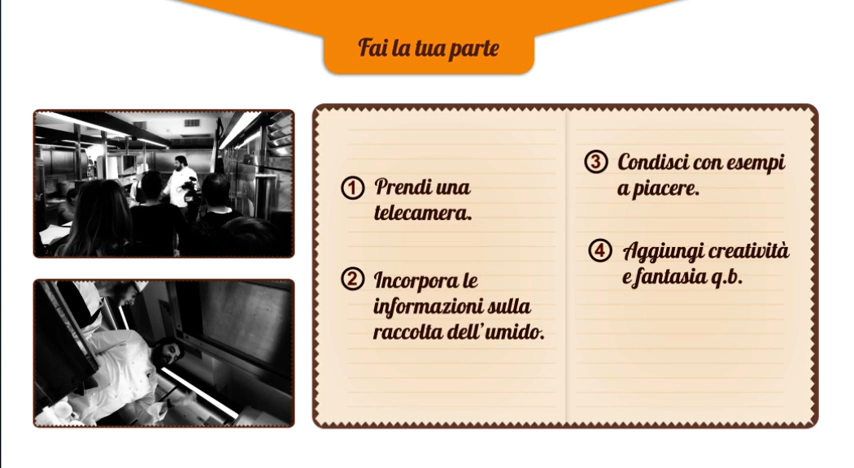 Fai la tua parte
1 Prendi una
telecamera.
2 Incorpora le
informazioni sulla
raccolta dell'umido.
3 Condisci con esempi
a piacere.
4 Aggiungi creatività
e fantasia q.b.